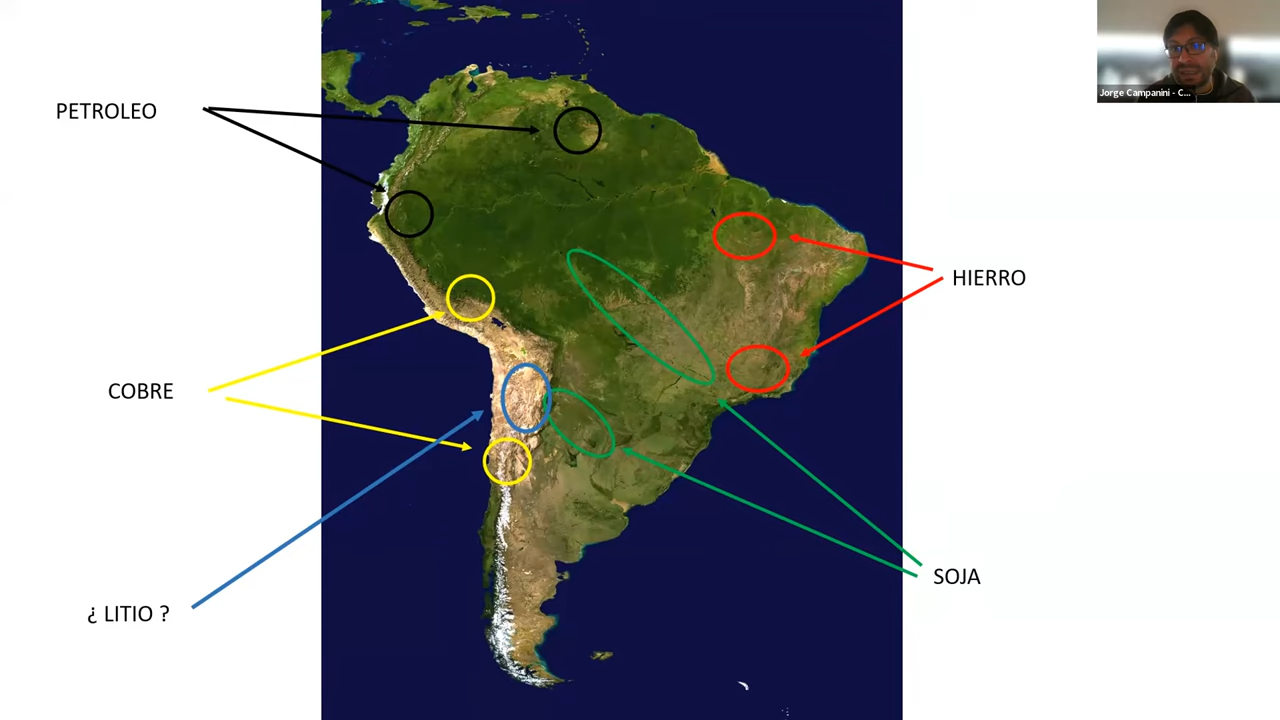 Jorge Campanini - C...
PETROLEO
HIERRO
COBRE
SOJA
¿ LITIO ?